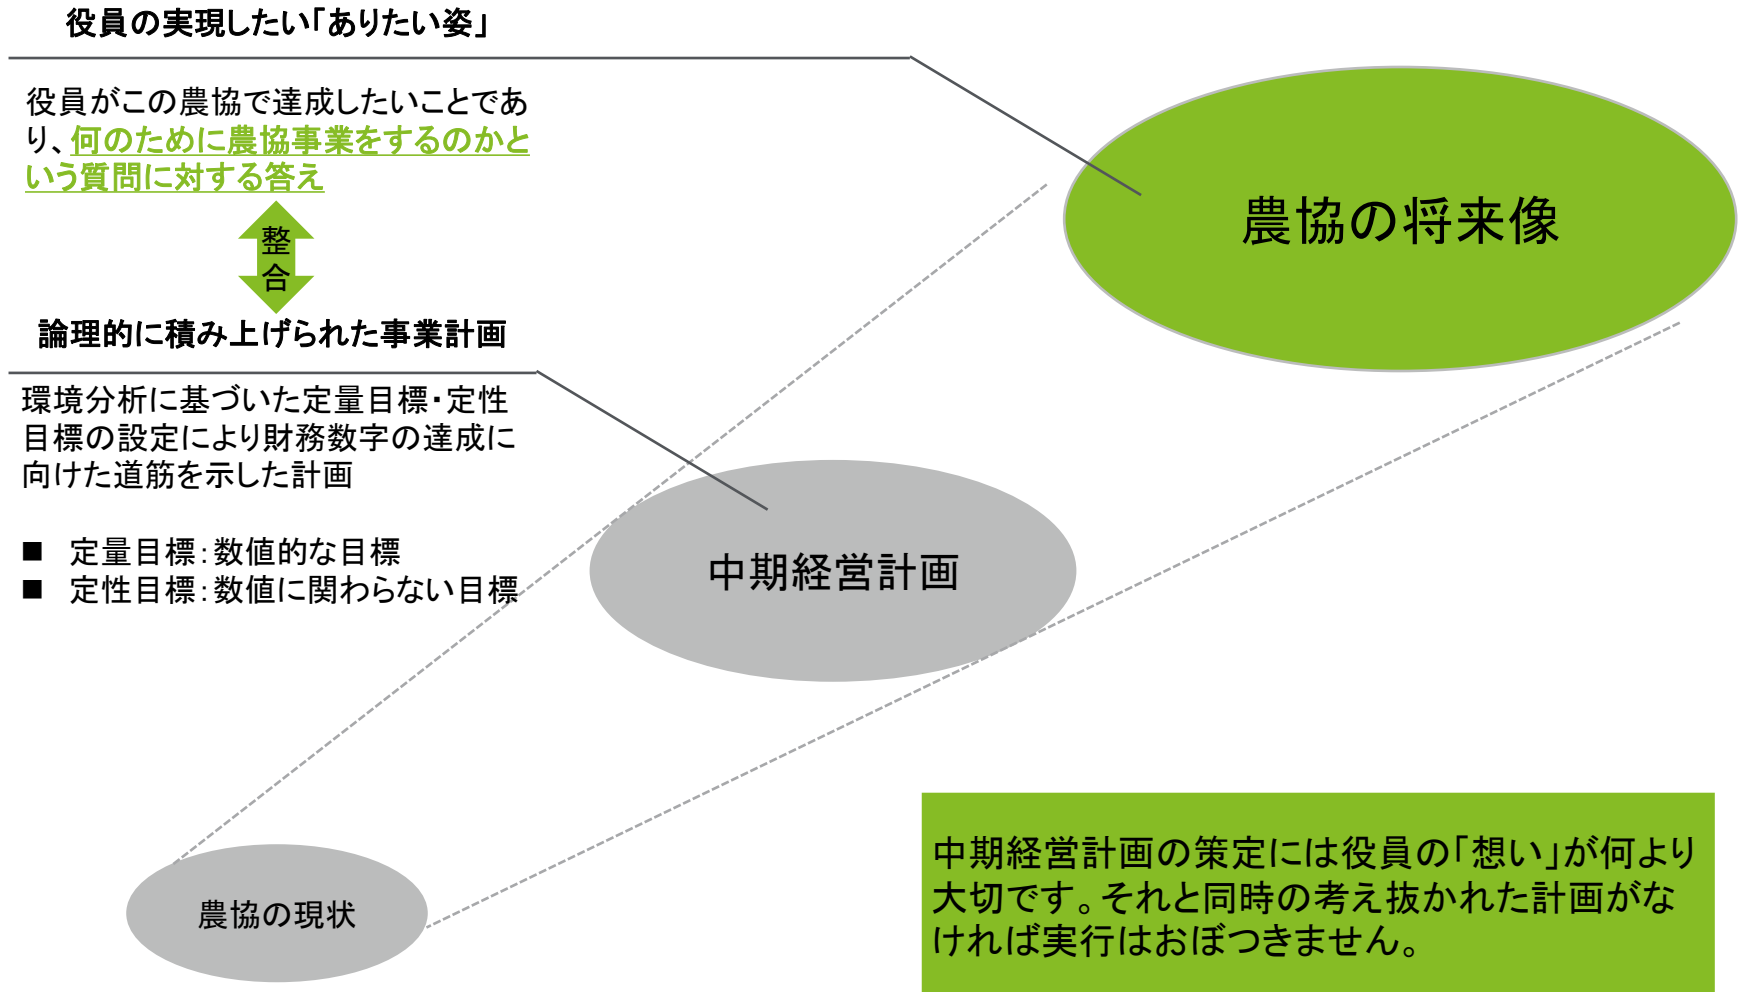 役員の実現したい「ありたい姿」
役員がこの農協で達成したいことであ
り、何のために農協事業をするのかと
いう質問に対する答え
整
合
論理的に積み上げられた事業計画
環境分析に基づいた定量目標・定性
目標の設定により財務数字の達成に
向けた道筋を示した計画
■ 定量目標：数値的な目標
■ 定性目標：数値に関わらない目標
農協の将来像
中期経営計画
農協の現状
中期経営計画の策定には役員の「想い」が何より
大切です。それと同時の考え抜かれた計画がな
ければ実行はおぼつきません。